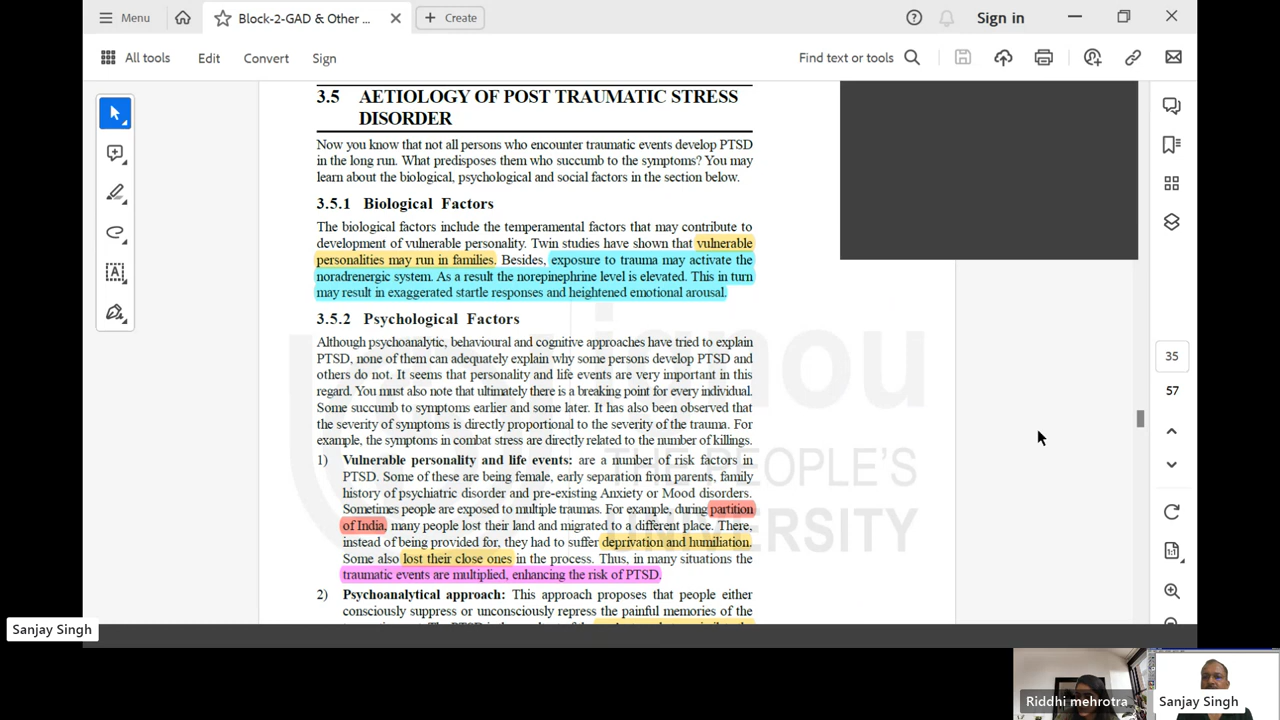 Menu
Block-2-GAD & Other ...
Create
Sign in
All tools
Edit
Convert
Sign
Find text or tools
3.5 AETIOLOGY OF POST TRAUMATIC STRESS
DISORDER
Now you know that not all persons who encounter traumatic events develop PTSD
in the long run. What predisposes them who succumb to the symptoms? You may
learn about the biological, psychological and social factors in the section below.
3.5.1 Biological Factors
The biological factors include the temperamental factors that may contribute to
development of vulnerable personality. Twin studies have shown that vulnerable
personalities may run in families. Besides, exposure to trauma may activate the
noradrenergic system. As a result the norepinephrine level is elevated. This in turn
may result in exaggerated startle responses and heightened emotional arousal.
3.5.2 Psychological Factors
Although psychoanalytic, behavioural and cognitive approaches have tried to explain
PTSD, none of them can adequately explain why some persons develop PTSD and
others do not. It seems that personality and life events are very important in this
regard. You must also note that ultimately there is a breaking point for every individual.
Some succumb to symptoms earlier and some later. It has also been observed that
the severity of symptoms is directly proportional to the severity of the trauma. For
example, the symptoms in combat stress are directly related to the number of killings.
1) Vulnerable personality and life events: are a number of risk factors in
PTSD. Some of these are being female, early separation from parents, family
history of psychiatric disorder and pre-existing Anxiety or Mood disorders.
Sometimes people are exposed to multiple traumas. For example, during partition
of India, many people lost their land and migrated to a different place. There,
instead of being provided for, they had to suffer deprivation and humiliation.
Some also lost their close ones in the process. Thus, in many situations the
traumatic events are multiplied, enhancing the risk of PTSD.
2) Psychoanalytical approach: This approach proposes that people either
consciously suppress or unconsciously repress the painful memories of the
ignou
THE PEOPLE'S
UNIVERSITY
35
57
1:1
Sanjay Singh
Riddhi mehrotra
Sanjay Singh